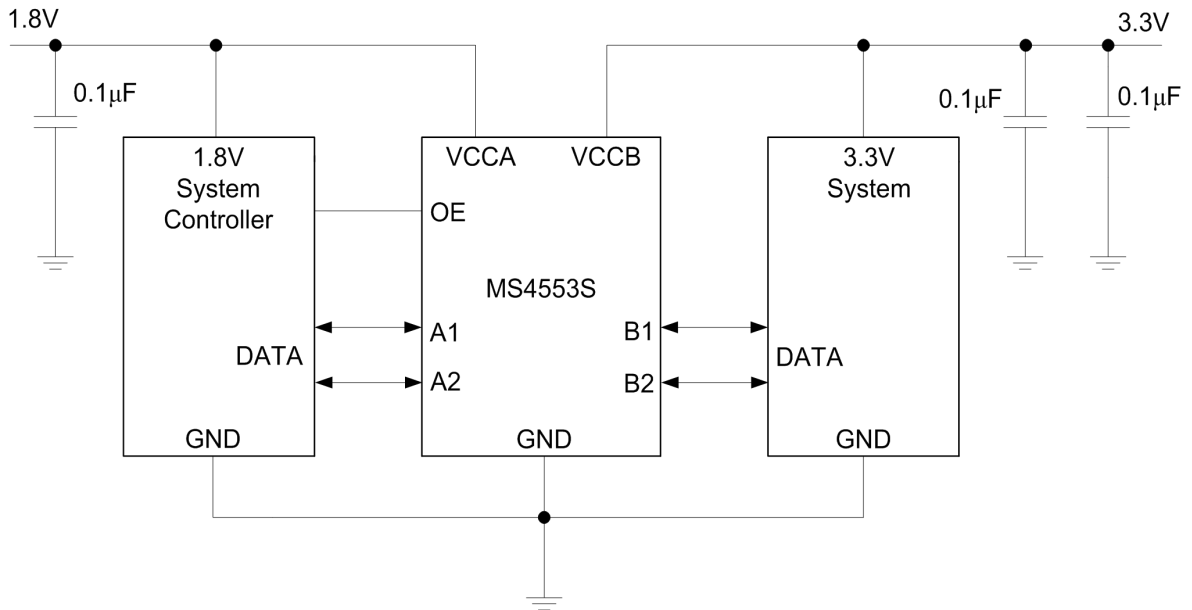 1.8V
3.3V
0.1μF
0.1μF
0.1μF
1.8V
System
Controller
VCCA
VCCB
3.3V
System
OE
MS4553S
A1
B1
DATA
DATA
A2
B2
GND
GND
GND